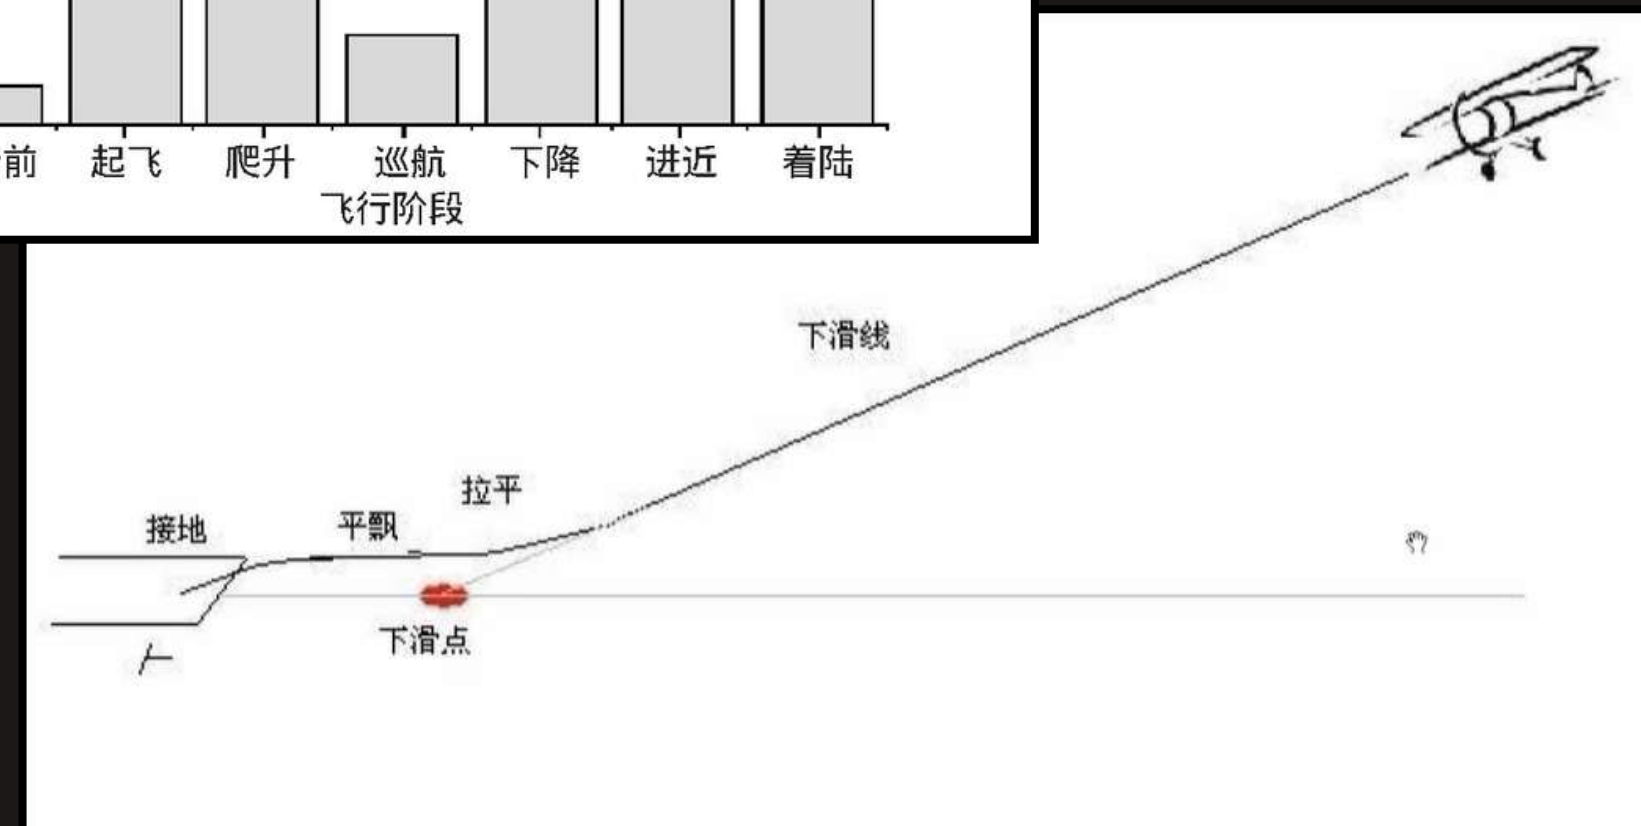 前 起飞 爬升 巡航 下降 进近 着陆
飞行阶段
下滑线
拉平
接地 平飘
下滑点